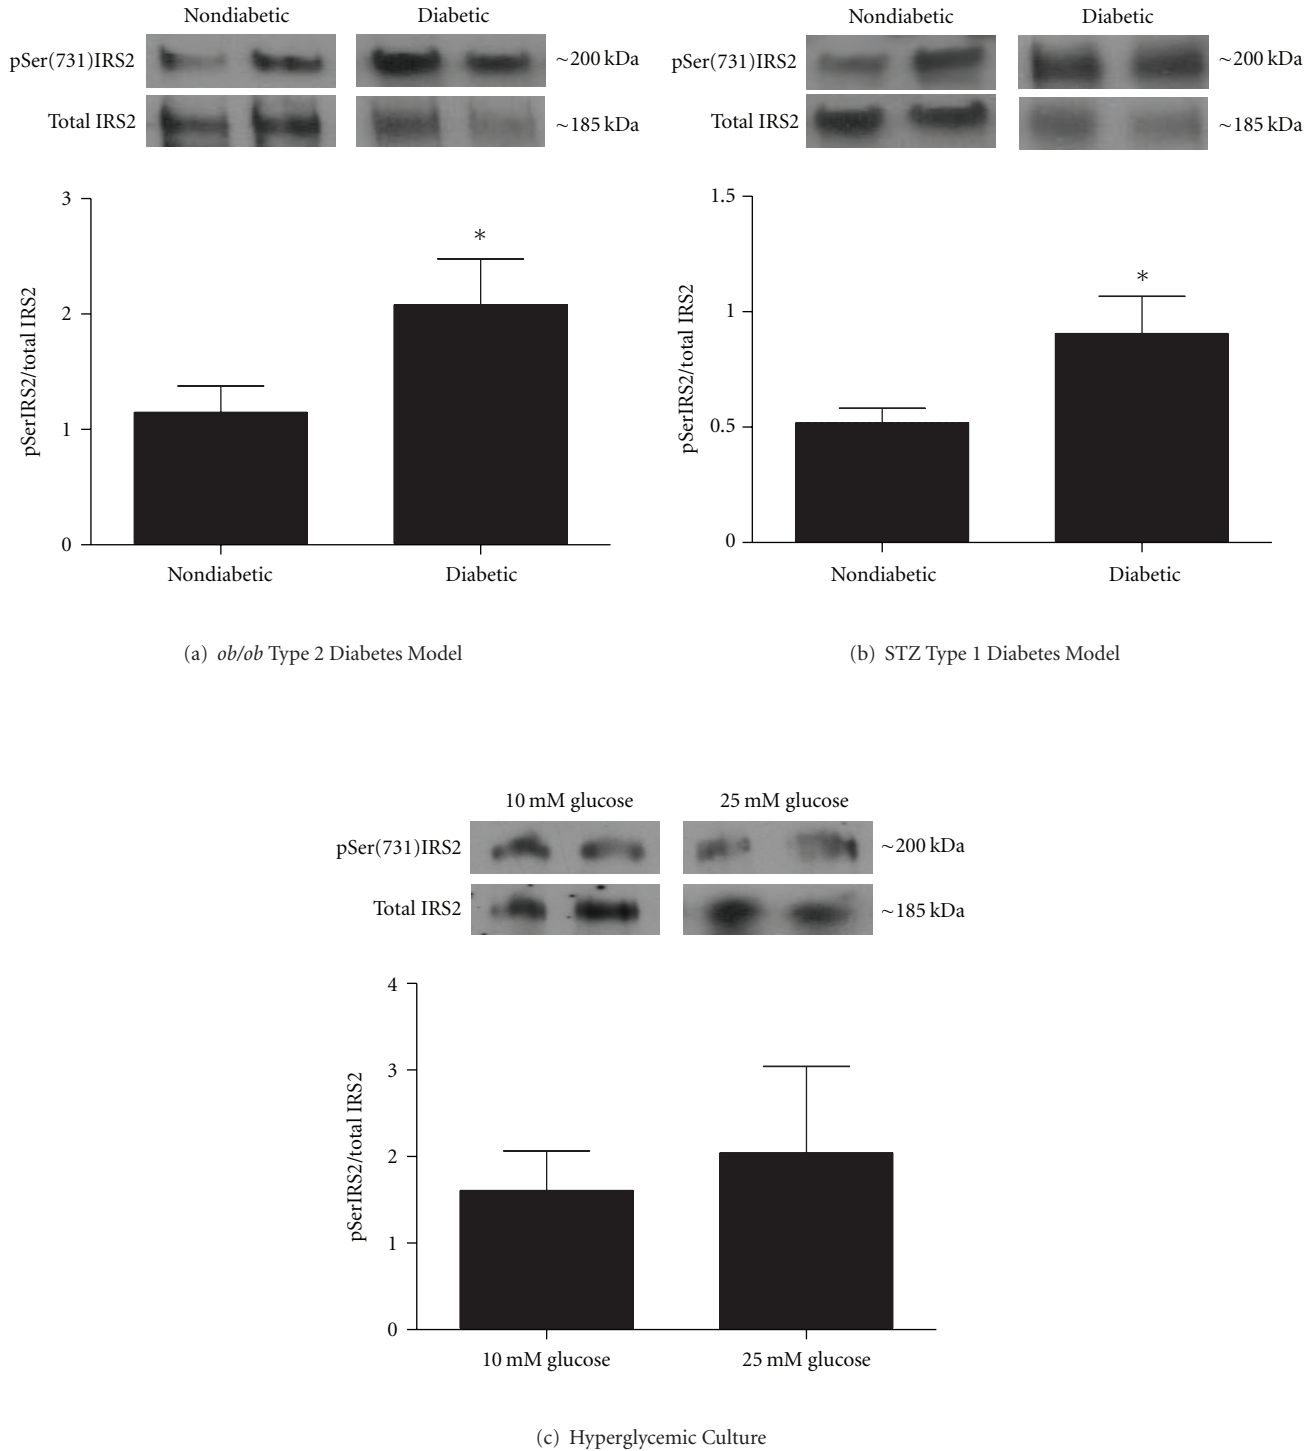 Nondiabetic Diabetic
pSer(731)IRS2 ~200 kDa
Total IRS2 ~185 kDa
3
2
1
0
pSerIRS2/total IRS2
*
Nondiabetic Diabetic
(a) ob/ob Type 2 Diabetes Model
Nondiabetic Diabetic
pSer(731)IRS2 ~200 kDa
Total IRS2 ~185 kDa
1.5
1
0.5
0
pSerIRS2/total IRS2
*
Nondiabetic Diabetic
(b) STZ Type 1 Diabetes Model
10 mM glucose 25 mM glucose
pSer(731)IRS2 ~200 kDa
Total IRS2 ~185 kDa
4
3
2
1
0
pSerIRS2/total IRS2
10 mM glucose 25 mM glucose
(c) Hyperglycemic Culture